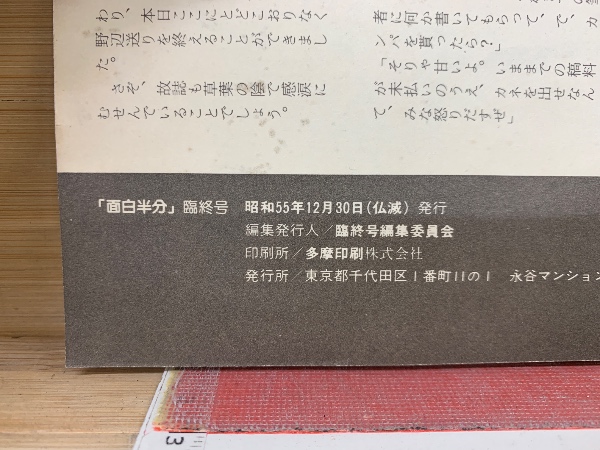 者に何か書いてもらって、で、カ
ンパを貰ったら?」
「そりゃ甘いよ。いままでの稿料
が未払いのうえ、カネを出せなん
て、みな怒りだすぜ」
わり、本日ここにとどこおりなく
野辺送りを終えることができまし
た。
さぞ、故誌も草葉の陰で感涙に
むせんでいることでしょう。
「面白半分」臨終号 昭和55年12月30日(仏滅)発行
編集発行人/臨終号編集委員会
印刷所/多摩印刷株式会社
発行所/東京都千代田区1番町11の1 永谷マンション
3